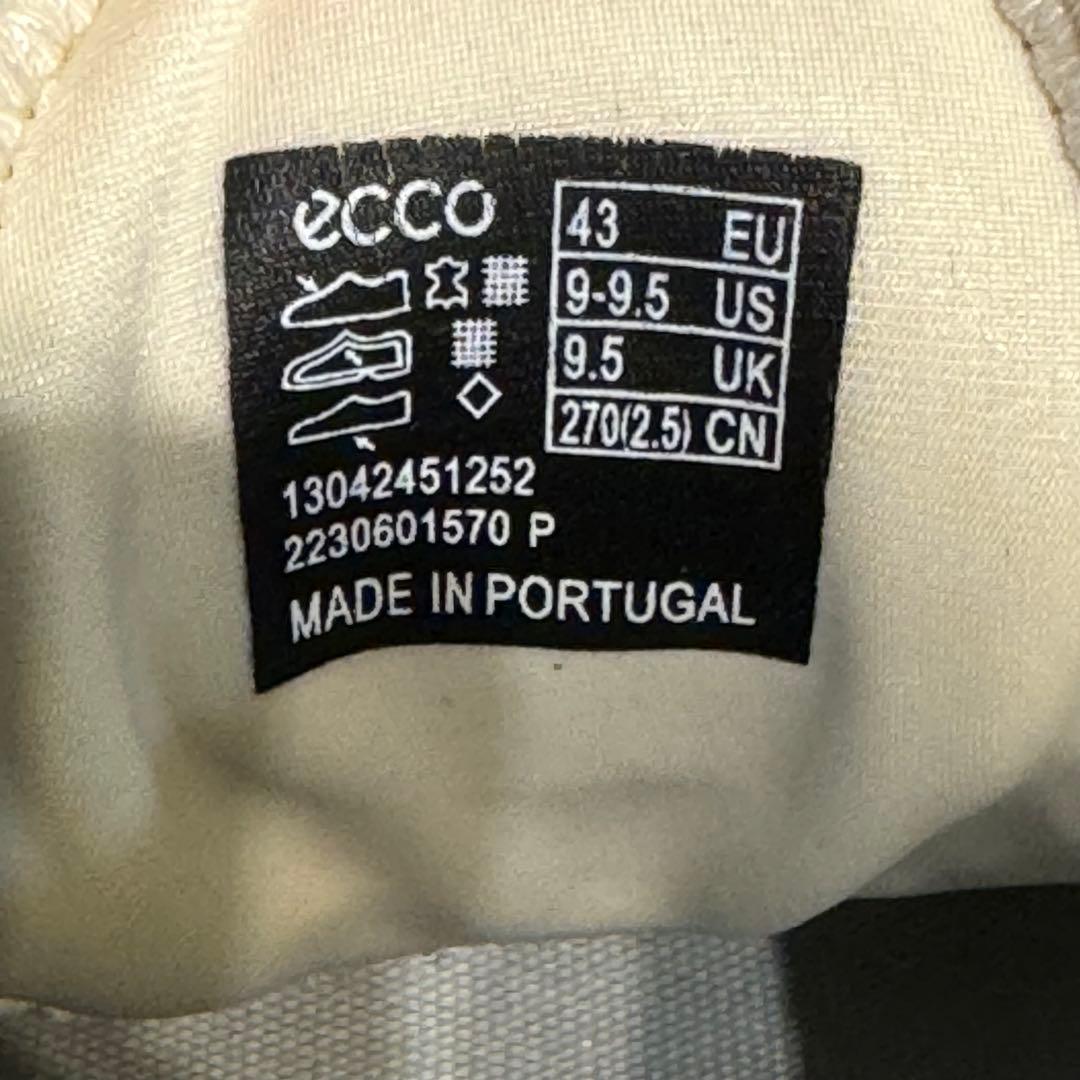 ecco
43 EU
9-9.5 US
9.5 UK
270(2.5) CN
13042451252
2230601570 P
MADE IN PORTUGAL